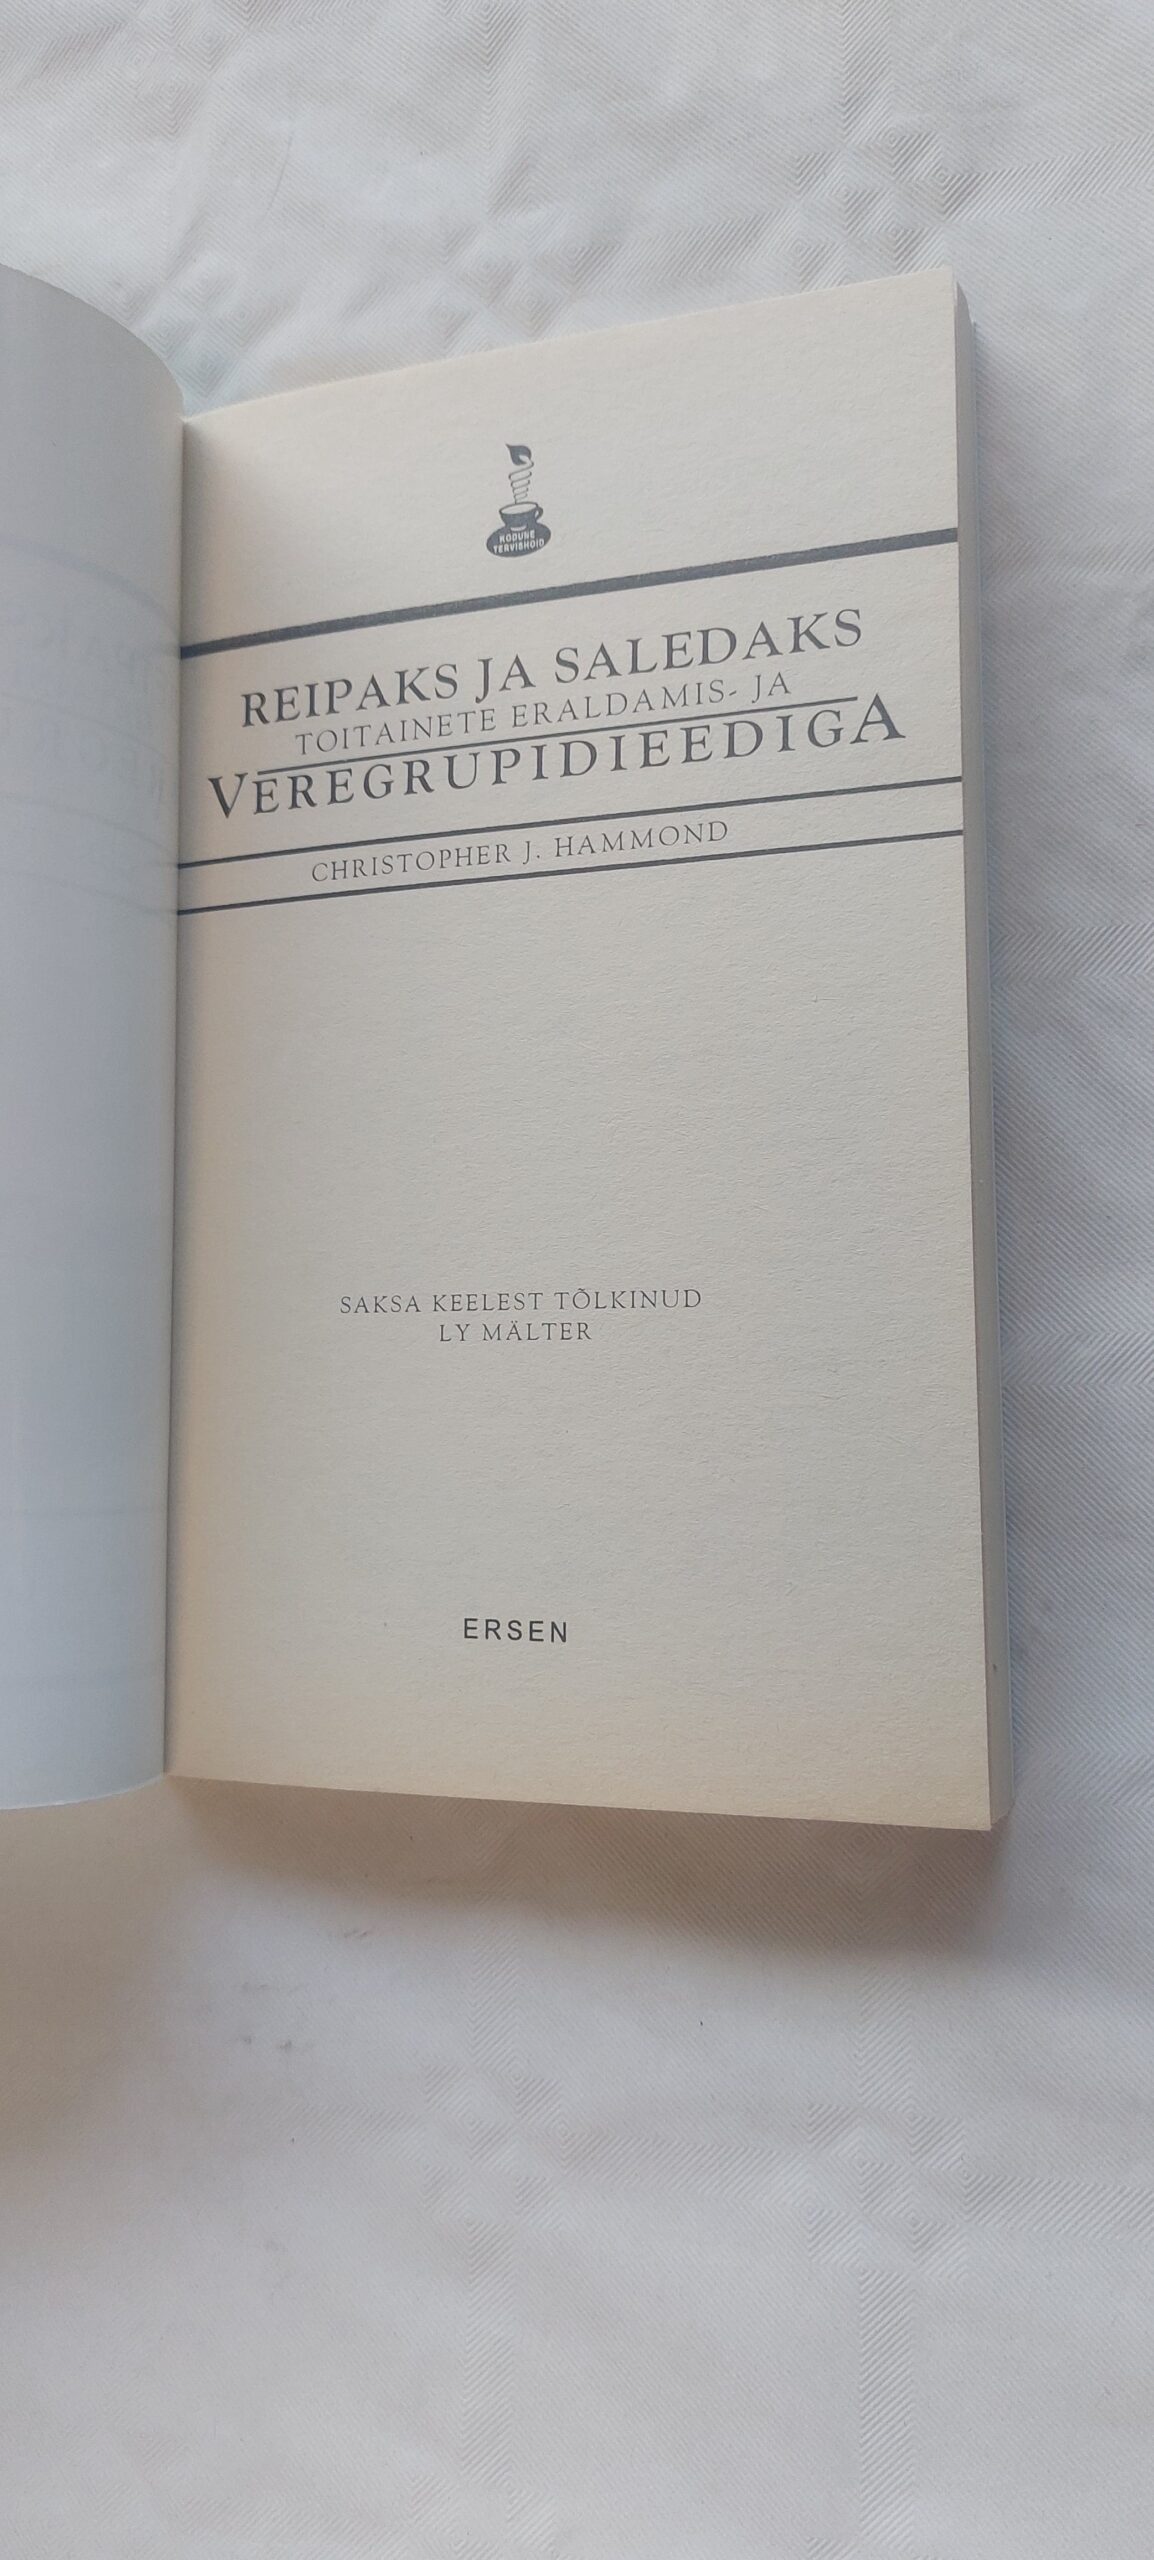 KODUNE
TERVISHOID
REIPAKS JA SALEDAKS
TOITAINETE ERALDAMIS- JA
VEREGRUPIDIEEDIGA
CHRISTOPHER J. HAMMOND
SAKSA KEELEST TÕLKINUD
LY MÄLTER
ERSEN